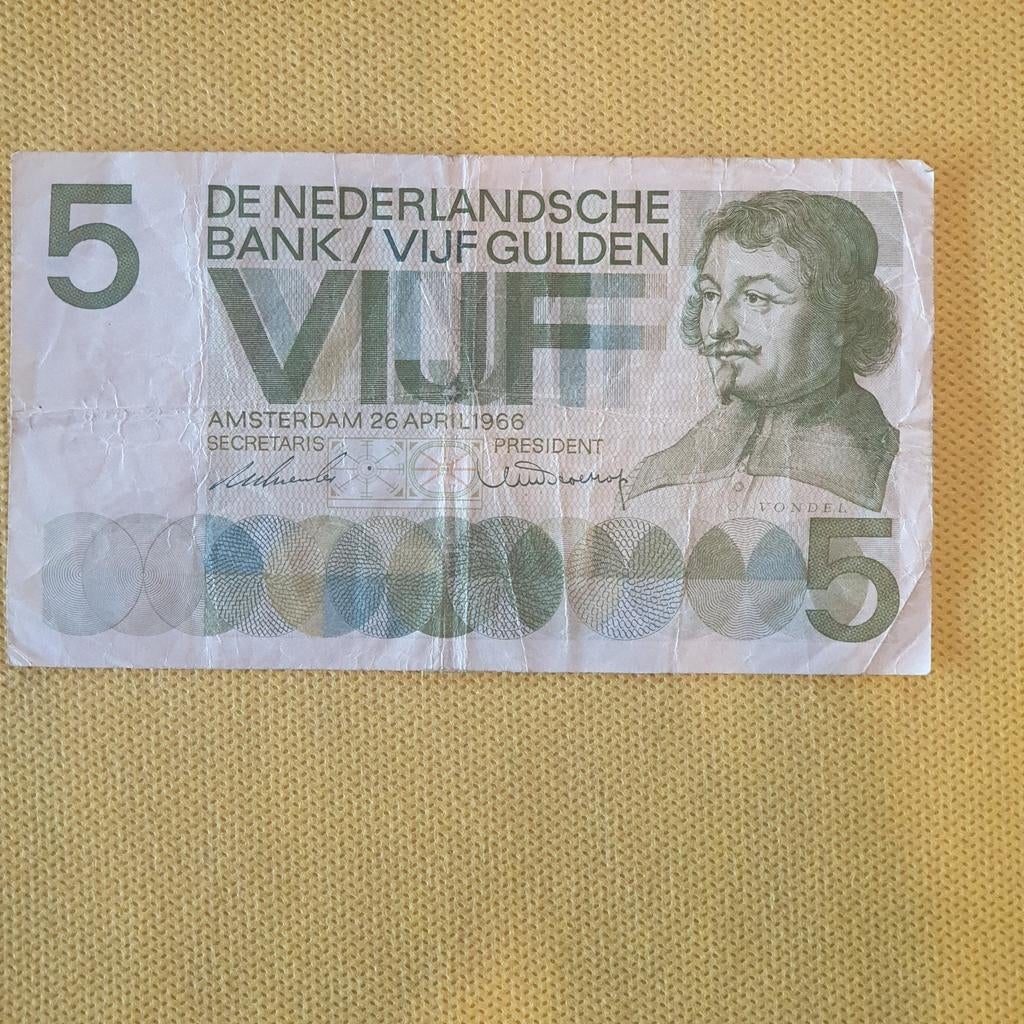 5
DE NEDERLANDSCHE
BANK / VIJF GULDEN
VIJF
AMSTERDAM 26 APRIL 1966
SECRETARIS PRESIDENT
VONDEL
5